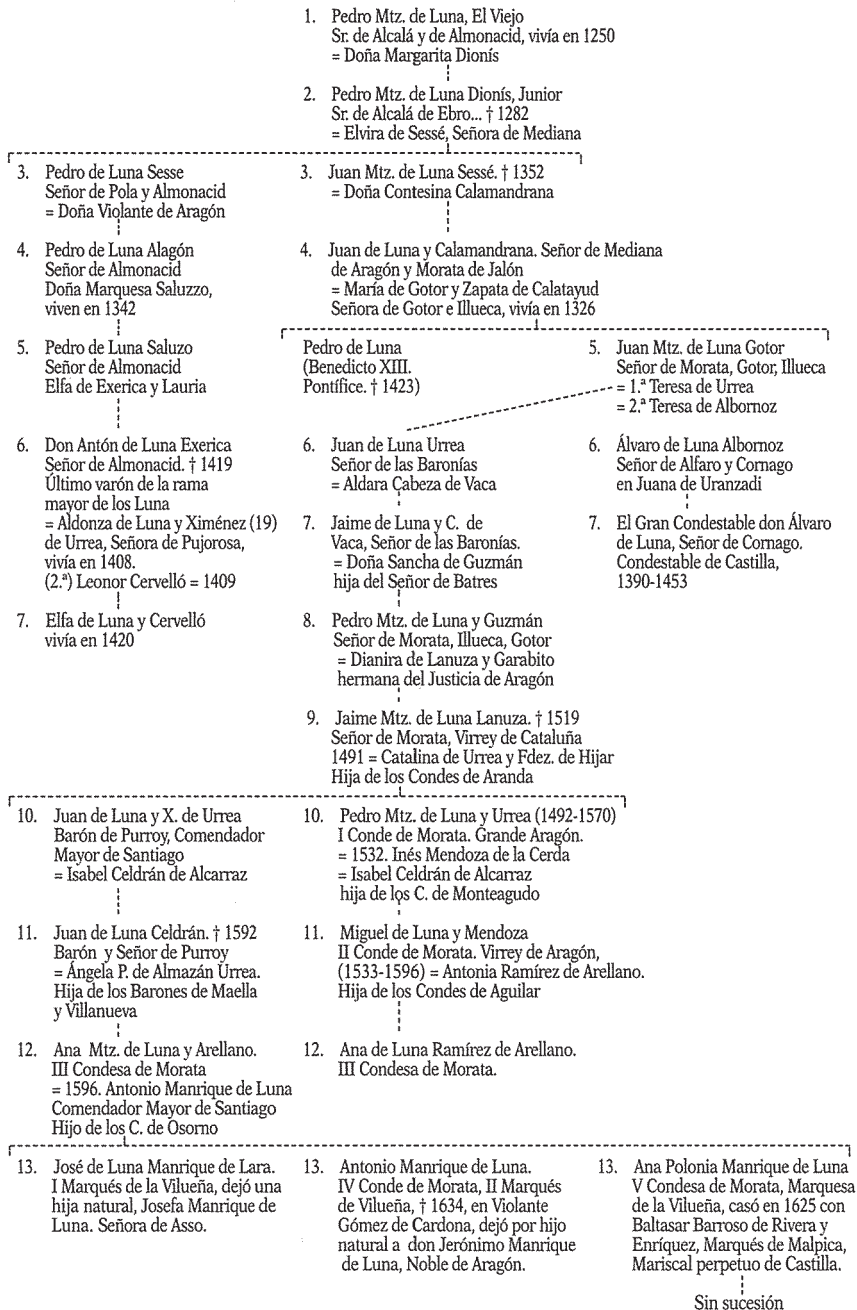 1. Pedro Mtz. de Luna, El Viejo
Sr. de Alcalá y de Almonacid, vivía en 1250
= Doña Margarita Dionís
2. Pedro Mtz. de Luna Dionís, Junior
Sr. de Alcalá de Ebro... † 1282
= Elvira de Sessé, Señora de Mediana
3. Pedro de Luna Sesse
Señor de Pola y Almonacid
= Doña Violante de Aragón
3. Juan Mtz. de Luna Sessé. † 1352
= Doña Contesina Calamandrana
4. Pedro de Luna Alagón
Señor de Almonacid
Doña Marquesa Saluzzo,
viven en 1342
4. Juan de Luna y Calamandrana. Señor de Mediana
de Aragón y Morata de Jalón
= María de Gotor y Zapata de Calatayud
Señora de Gotor e Illueca, vivía en 1326
5. Pedro de Luna Saluzo
Señor de Almonacid
Elfa de Exerica y Lauria
Pedro de Luna
(Benedicto XIII.
Pontífice. † 1423)
5. Juan Mtz. de Luna Gotor
Señor de Morata, Gotor, Illueca
= 1.ª Teresa de Urrea
= 2.ª Teresa de Albornoz
6. Don Antón de Luna Exerica
Señor de Almonacid. † 1419
Último varón de la rama
mayor de los Luna
= Aldonza de Luna y Ximénez (19)
de Urrea, Señora de Pujorosa,
vivía en 1408.
(2.ª) Leonor Cervelló = 1409
6. Juan de Luna Urrea
Señor de las Baronías
= Aldara Cabeza de Vaca
6. Álvaro de Luna Albornoz
Señor de Alfaro y Cornago
en Juana de Uranzadi
7. Jaime de Luna y C. de
Vaca, Señor de las Baronías.
= Doña Sancha de Guzmán
hija del Señor de Batres
7. El Gran Condestable don Álvaro
de Luna, Señor de Cornago.
Condestable de Castilla,
1390-1453
7. Elfa de Luna y Cervelló
vivía en 1420
8. Pedro Mtz. de Luna y Guzmán
Señor de Morata, Illueca, Gotor
= Dianira de Lanuza y Garabito
hermana del Justicia de Aragón
9. Jaime Mtz. de Luna Lanuza. † 1519
Señor de Morata, Virrey de Cataluña
1491 = Catalina de Urrea y Fdez. de Hijar
Hija de los Condes de Aranda
10. Juan de Luna y X. de Urrea
Barón de Purroy, Comendador
Mayor de Santiago
= Isabel Celdrán de Alcarraz
10. Pedro Mtz. de Luna y Urrea (1492-1570)
I Conde de Morata. Grande Aragón.
= 1532. Inés Mendoza de la Cerda
= Isabel Celdrán de Alcarraz
hija de los C. de Monteagudo
11. Juan de Luna Celdrán. † 1592
Barón y Señor de Purroy
= Ángela P. de Almazán Urrea.
Hija de los Barones de Maella
y Villanueva
11. Miguel de Luna y Mendoza
II Conde de Morata. Virrey de Aragón,
(1533-1596) = Antonia Ramírez de Arellano.
Hija de los Condes de Aguilar
12. Ana Mtz. de Luna y Arellano.
III Condesa de Morata
= 1596. Antonio Manrique de Luna
Comendador Mayor de Santiago
Hijo de los C. de Osorno
12. Ana de Luna Ramírez de Arellano.
III Condesa de Morata.
13. José de Luna Manrique de Lara.
I Marqués de la Vilueña, dejó una
hija natural, Josefa Manrique de
Luna. Señora de Asso.
13. Antonio Manrique de Luna.
IV Conde de Morata, II Marqués
de Vilueña, † 1634, en Violante
Gómez de Cardona, dejó por hijo
natural a don Jerónimo Manrique
de Luna, Noble de Aragón.
13. Ana Polonia Manrique de Luna
V Condesa de Morata, Marquesa
de la Vilueña, casó en 1625 con
Baltasar Barroso de Rivera y
Enríquez, Marqués de Malpica,
Mariscal perpetuo de Castilla.
Sin sucesión